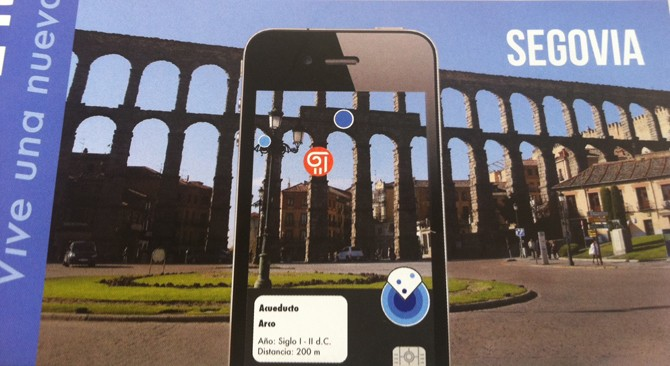 SEGOVIA
Vive una nueva
Acueducto
Arco
Año: Siglo I - II d.C.
Distancia: 200 m